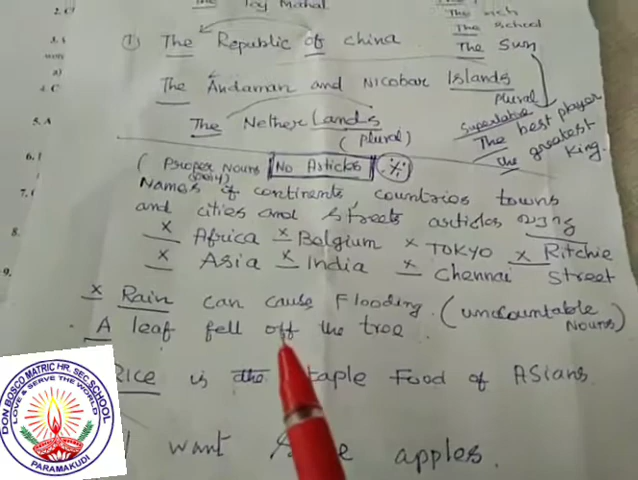 The Taj Mahal
The school
① The Republic of china
The Sun
The Andaman and Nicobar Islands
Plural
Superlative
The best player
The Nether Lands
(plural)
the greatest king.
(Proper Nouns No Articles
Names of continents, countries towns
and cities and streets articles வராது
x Africa x Belgium x TOKYO x Ritchie
x Asia x India x Chennai Street
x Rain can cause Flooding. (uncountable
Nouns)
A leaf fell off the tree
Rice is the staple Food of ASians.
want apples.
DON BOSCO MATRIC HR. SEC. SCHOOL
LOVE & SERVE THE WORLD
PARAMAKUDI